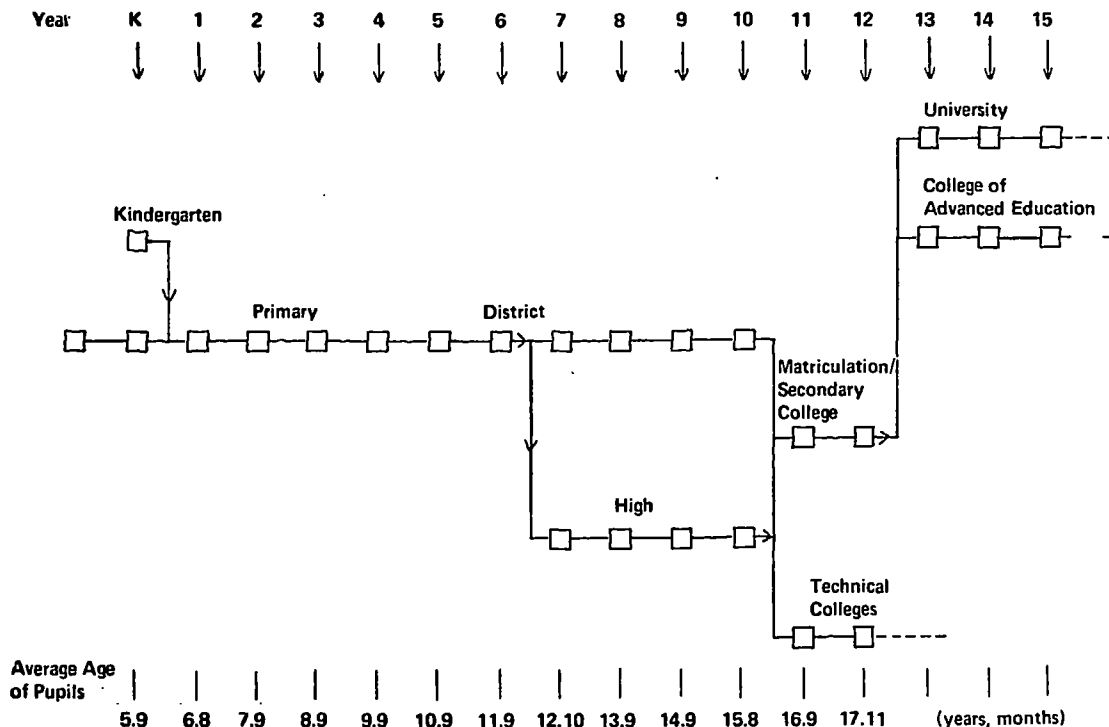 Year K 1 2 3 4 5 6 7 8 9 10 11 12 13 14 15
University
College of
Advanced Education
Kindergarten
Primary
District
Matriculation/
Secondary
College
High
Technical
Colleges
Average Age
of Pupils
5.9 6.8 7.9 8.9 9.9 10.9 11.9 12.10 13.9 14.9 15.8 16.9 17.11 (years, months)